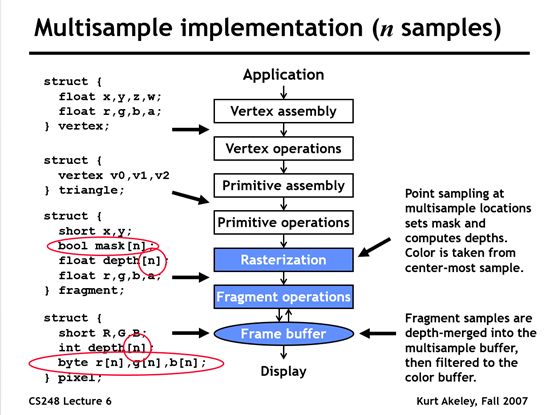 Multisample implementation (n samples)
struct {
float x,y,z,w;
float r,g,b,a;
} vertex;
struct {
vertex v0,v1,v2
} triangle;
struct {
short x,y;
bool mask[n];
float depth[n];
float r,g,b,a;
} fragment;
struct {
short R,G,B;
int depth[n];
byte r[n],g[n],b[n];
} pixel;
Application
Vertex assembly
Vertex operations
Primitive assembly
Primitive operations
Rasterization
Fragment operations
Frame buffer
Display
Point sampling at
multisample locations
sets mask and
computes depths.
Color is taken from
center-most sample.
Fragment samples are
depth-merged into the
multisample buffer,
then filtered to the
color buffer.
CS248 Lecture 6
Kurt Akeley, Fall 2007